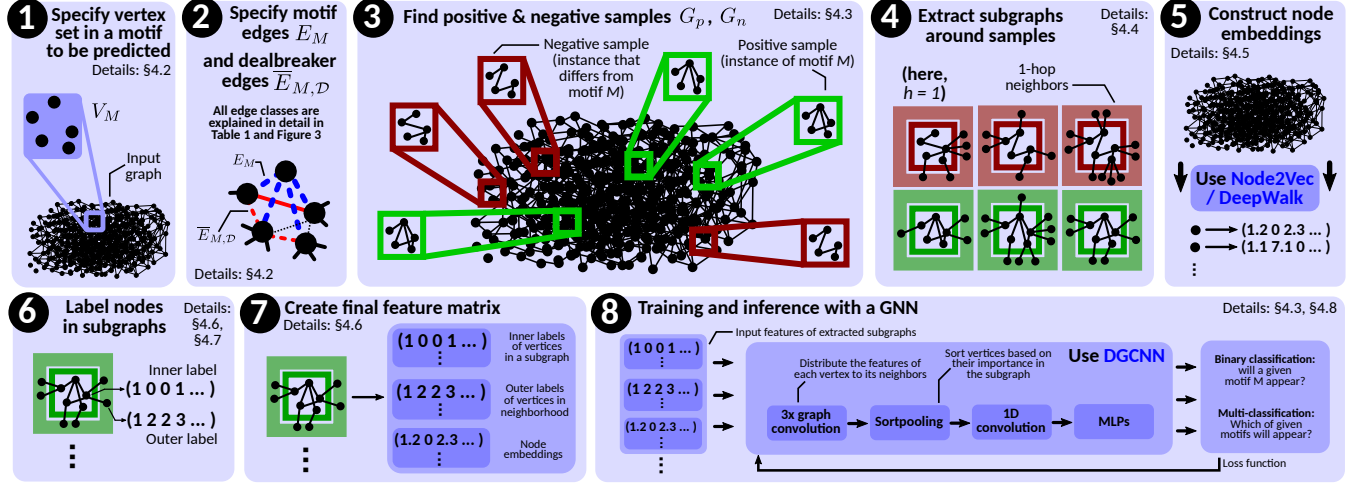 1 Specify vertex
set in a motif
to be predicted
Details: §4.2
V_M
Input
graph
2 Specify motif
edges E_M
and dealbreaker
edges E̅_{M,D}
All edge classes are
explained in detail in
Table 1 and Figure 3
E_M
E̅_{M,D}
Details: §4.2
3 Find positive & negative samples G_p, G_n
Details: §4.3
Negative sample
(instance that
differs from
motif M)
Positive sample
(instance of motif M)
4 Extract subgraphs
around samples
Details:
§4.4
(here,
h = 1)
1-hop
neighbors
5 Construct node
embeddings
Details: §4.5
Use Node2Vec
/ DeepWalk
(1.2 0 2.3 ... )
(1.1 7.1 0 ... )
⋮
6 Label nodes
in subgraphs
Details:
§4.6,
§4.7
Inner label
(1 0 0 1 ... )
(1 2 2 3 ... )
Outer label
⋮
7 Create final feature matrix
Details: §4.6
⋮
(1 0 0 1 ... )
⋮
Inner labels
of vertices
in a subgraph
(1 2 2 3 ... )
⋮
Outer labels
of vertices in
neighborhood
(1.2 0 2.3 ... )
⋮
Node
embeddings
8 Training and inference with a GNN
Details: §4.3, §4.8
Input features of extracted subgraphs
(1 0 0 1 ... )
⋮
(1 2 2 3 ... )
⋮
(1.2 0 2.3 ... )
⋮
⋮
Use DGCNN
Distribute the features of
each vertex to its neighbors
Sort vertices based on
their importance in
the subgraph
3x graph
convolution
Sortpooling
1D
convolution
MLPs
Binary classification:
will a given
motif M appear?
Multi-classification:
Which of given
motifs will appear?
Loss function